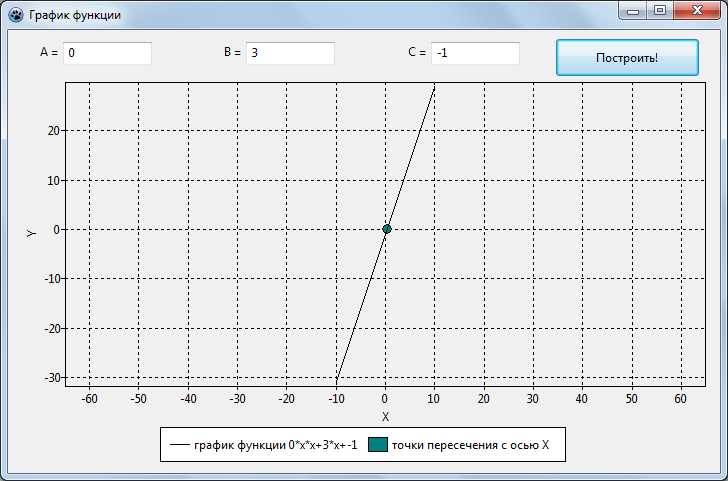 График функции
A = 0 B = 3 C = -1 Построить!
20
10
0
-10
-20
-30
Y
-60 -50 -40 -30 -20 -10 0 10 20 30 40 50 60
X
график функции 0*x*x+3*x+-1 точки пересечения с осью X